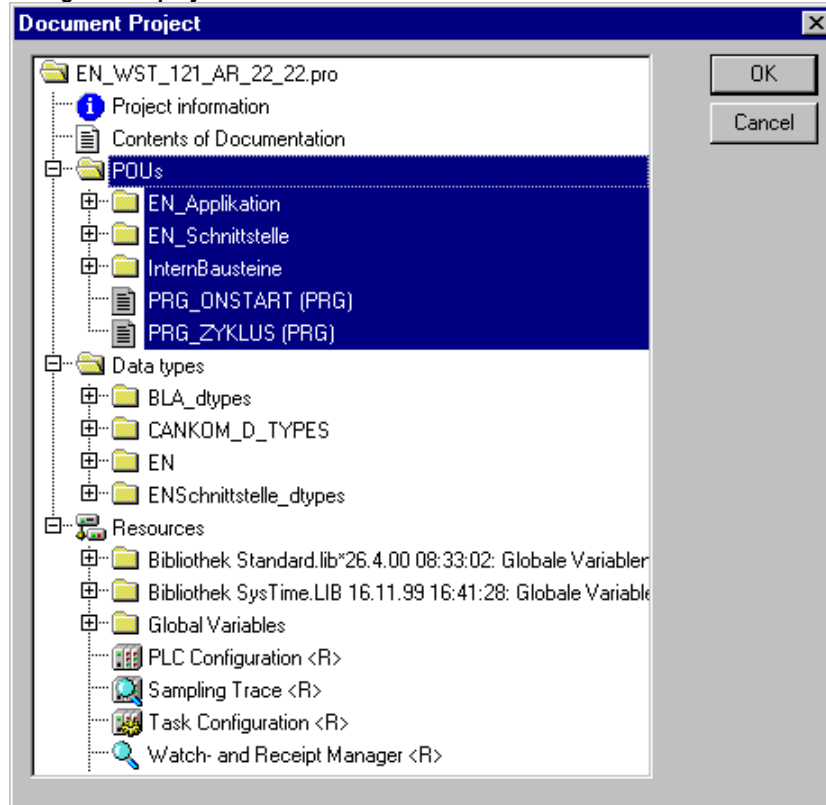 Document Project
EN_WST_121_AR_22_22.pro
OK
Project information
Cancel
Contents of Documentation
POUs
EN_Applikation
EN_Schnittstelle
InternBausteine
PRG_ONSTART (PRG)
PRG_ZYKLUS (PRG)
Data types
BLA_dtypes
CANKOM_D_TYPES
EN
ENSchnittstelle_dtypes
Resources
Bibliothek Standard.lib*26.4.00 08:33:02: Globale Variabler
Bibliothek SysTime.LIB 16.11.99 16:41:28: Globale Variable
Global Variables
PLC Configuration <R>
Sampling Trace <R>
Task Configuration <R>
Watch- and Receipt Manager <R>